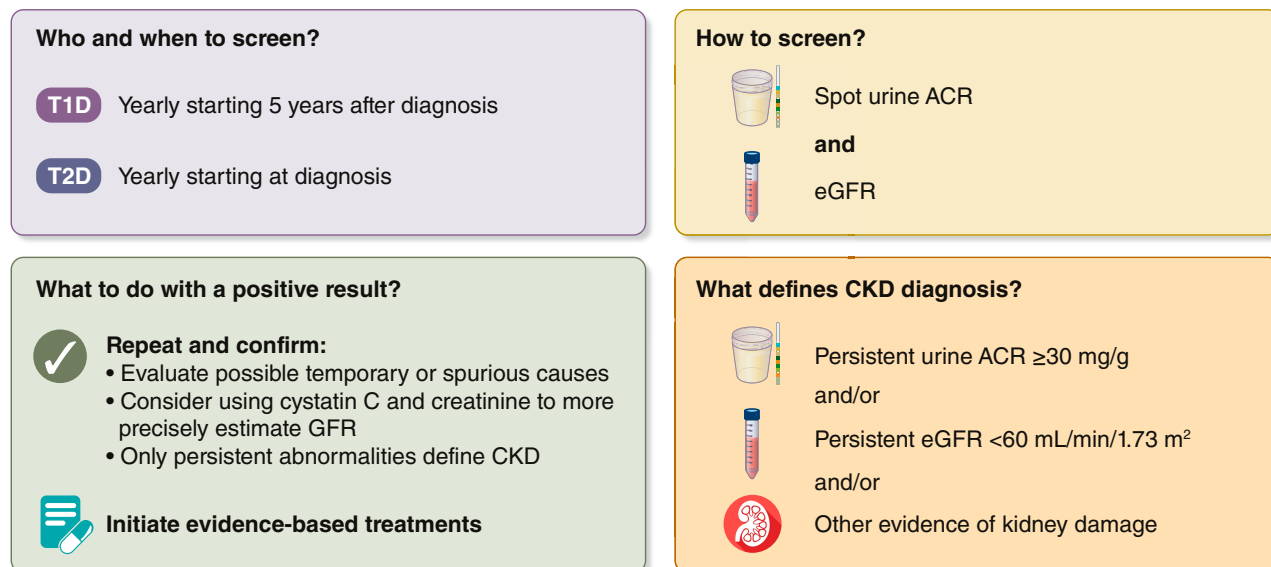 Who and when to screen?
T1D Yearly starting 5 years after diagnosis
T2D Yearly starting at diagnosis
How to screen?
Spot urine ACR
and
eGFR
What to do with a positive result?
Repeat and confirm:
• Evaluate possible temporary or spurious causes
• Consider using cystatin C and creatinine to more
precisely estimate GFR
• Only persistent abnormalities define CKD
Initiate evidence-based treatments
What defines CKD diagnosis?
Persistent urine ACR ≥30 mg/g
and/or
Persistent eGFR <60 mL/min/1.73 m²
and/or
Other evidence of kidney damage